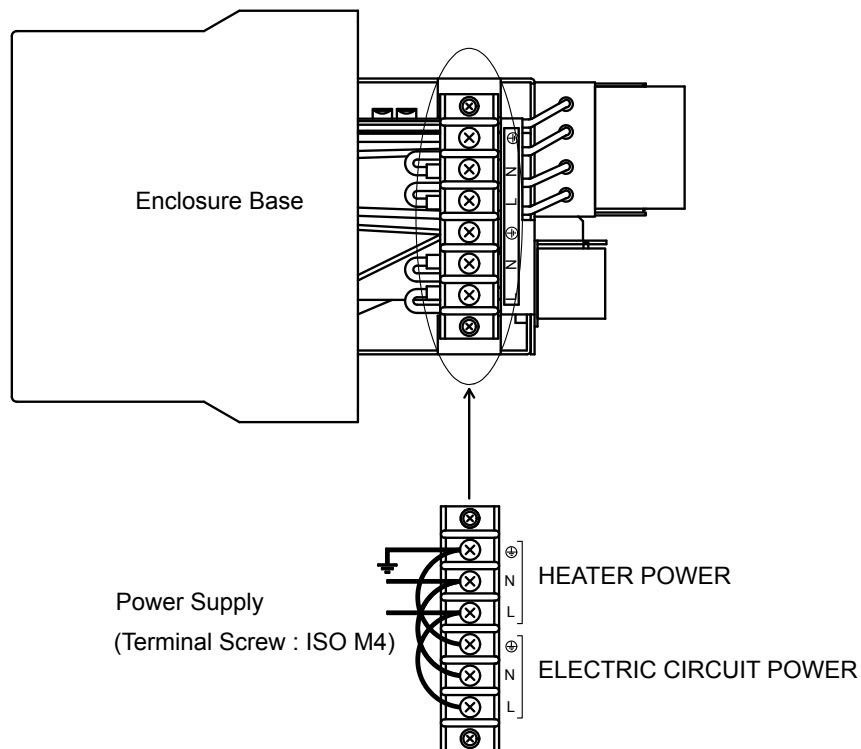 Enclosure Base
⏚
N
L
⏚
N
L
Power Supply
(Terminal Screw : ISO M4)
⏚
N
L
HEATER POWER
⏚
N
L
ELECTRIC CIRCUIT POWER